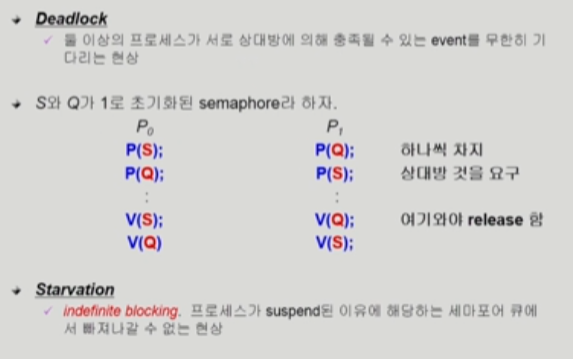 Deadlock
둘 이상의 프로세스가 서로 상대방에 의해 충족될 수 있는 event를 무한히 기
다리는 현상
S와 Q가 1로 초기화된 semaphore라 하자.
P0 P1
P(S); P(Q); 하나씩 차지
P(Q); P(S); 상대방 것을 요구
: :
V(S); V(Q); 여기와야 release 함
V(Q) V(S);
Starvation
indefinite blocking. 프로세스가 suspend된 이유에 해당하는 세마포어 큐에
서 빠져나갈 수 없는 현상